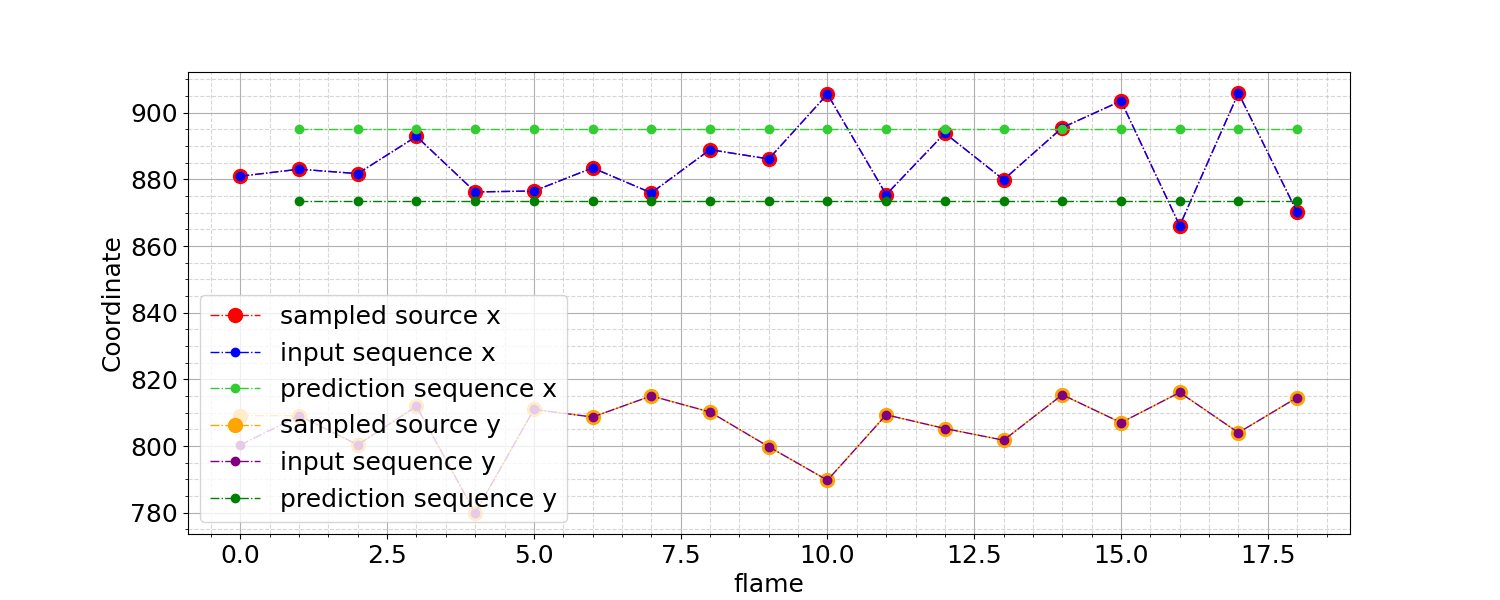 900
880
860
840
820
800
780
Coordinate
sampled source x
input sequence x
prediction sequence x
sampled source y
input sequence y
prediction sequence y
0.0 2.5 5.0 7.5 10.0 12.5 15.0 17.5
flame